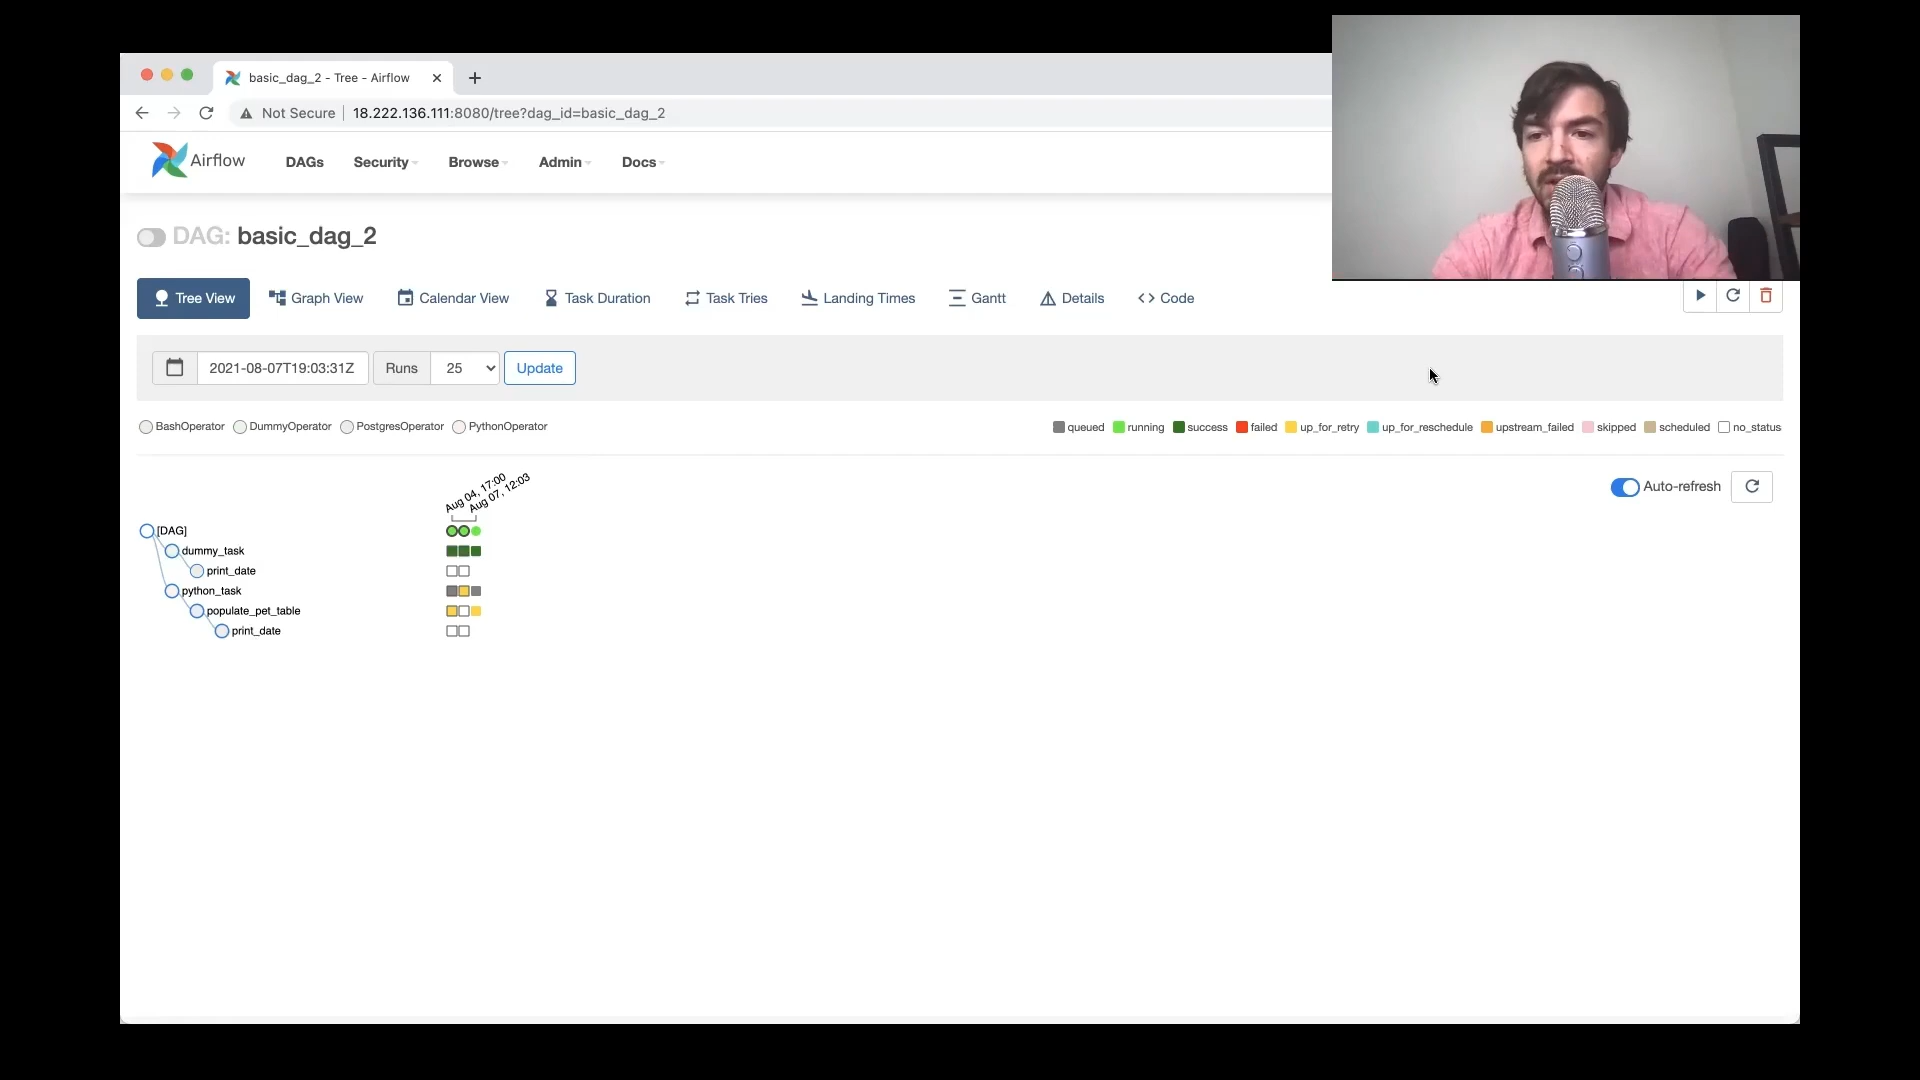 basic_dag_2 - Tree - Airflow
Not Secure 18.222.136.111:8080/tree?dag_id=basic_dag_2
Airflow DAGs Security Browse Admin Docs
DAG: basic_dag_2
Tree View Graph View Calendar View Task Duration Task Tries Landing Times Gantt Details Code
2021-08-07T19:03:31Z Runs 25 Update
BashOperator DummyOperator PostgresOperator PythonOperator queued running success failed up_for_retry up_for_reschedule upstream_failed skipped scheduled no_status
Auto-refresh
Aug 04, 17:00
Aug 07, 12:03
[DAG]
dummy_task
print_date
python_task
populate_pet_table
print_date